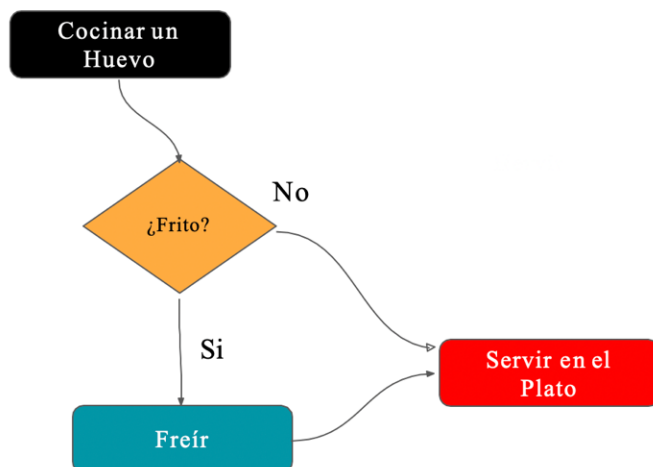 Cocinar un
Huevo
No
¿Frito?
Si
Servir en el
Plato
Freír